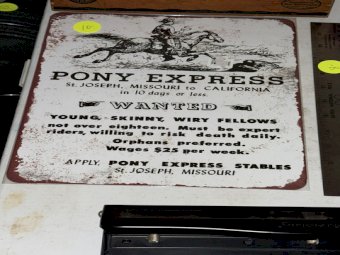 10
PONY EXPRESS
ST. JOSEPH, MISSOURI to CALIFORNIA
in 10 days or less.
WANTED
YOUNG, SKINNY, WIRY FELLOWS
not over eighteen. Must be expert
riders, willing to risk death daily.
Orphans preferred.
Wages $25 per week.
APPLY, PONY EXPRESS STABLES
ST. JOSEPH, MISSOURI